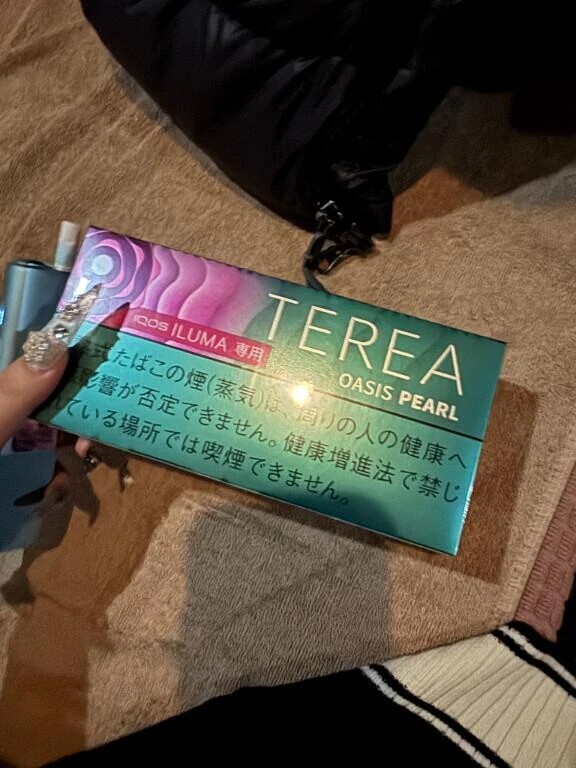 TEREA
OASIS PEARL
IQOS ILUMA 専用
式たばこの煙(蒸気)は、周りの人の健康へ
影響が否定できません。健康増進法で禁じ
ている場所では喫煙できません。